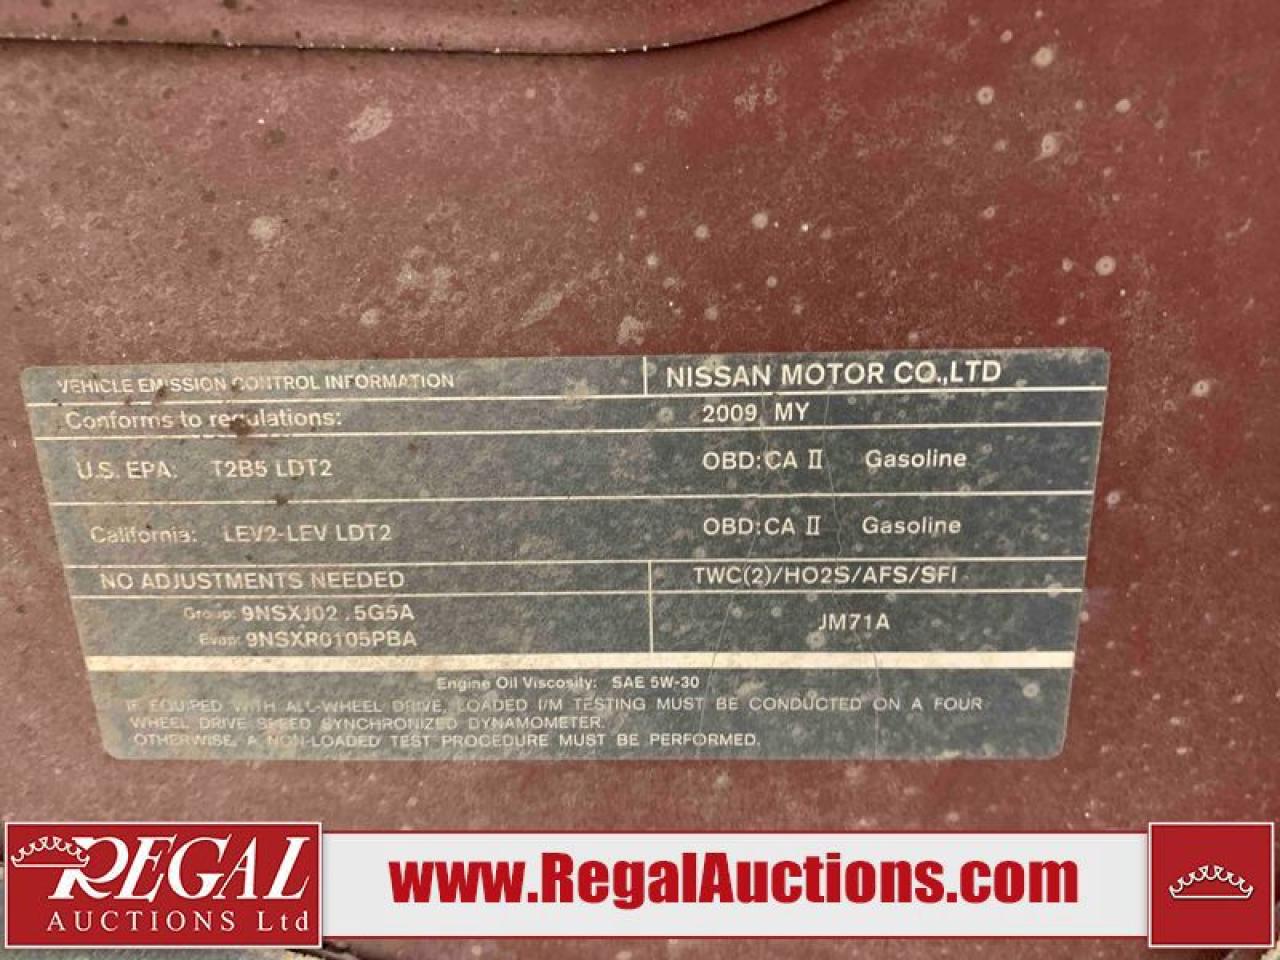 VEHICLE EMISSION CONTROL INFORMATION NISSAN MOTOR CO.,LTD
Conforms to regulations: 2009 MY
U.S. EPA: T2B5 LDT2 OBD:CA II Gasoline
California: LEV2-LEV LDT2 OBD:CA II Gasoline
NO ADJUSTMENTS NEEDED TWC(2)/HO2S/AFS/SFI
Group: 9NSXJ02.5G5A JM71A
Evap: 9NSXR0105PBA
Engine Oil Viscosity: SAE 5W-30
IF EQUIPED WITH ALL-WHEEL DRIVE, LOADED I/M TESTING MUST BE CONDUCTED ON A FOUR
WHEEL DRIVE SPEED SYNCHRONIZED DYNAMOMETER.
OTHERWISE, A NON-LOADED TEST PROCEDURE MUST BE PERFORMED.
REGAL
AUCTIONS Ltd
www.RegalAuctions.com